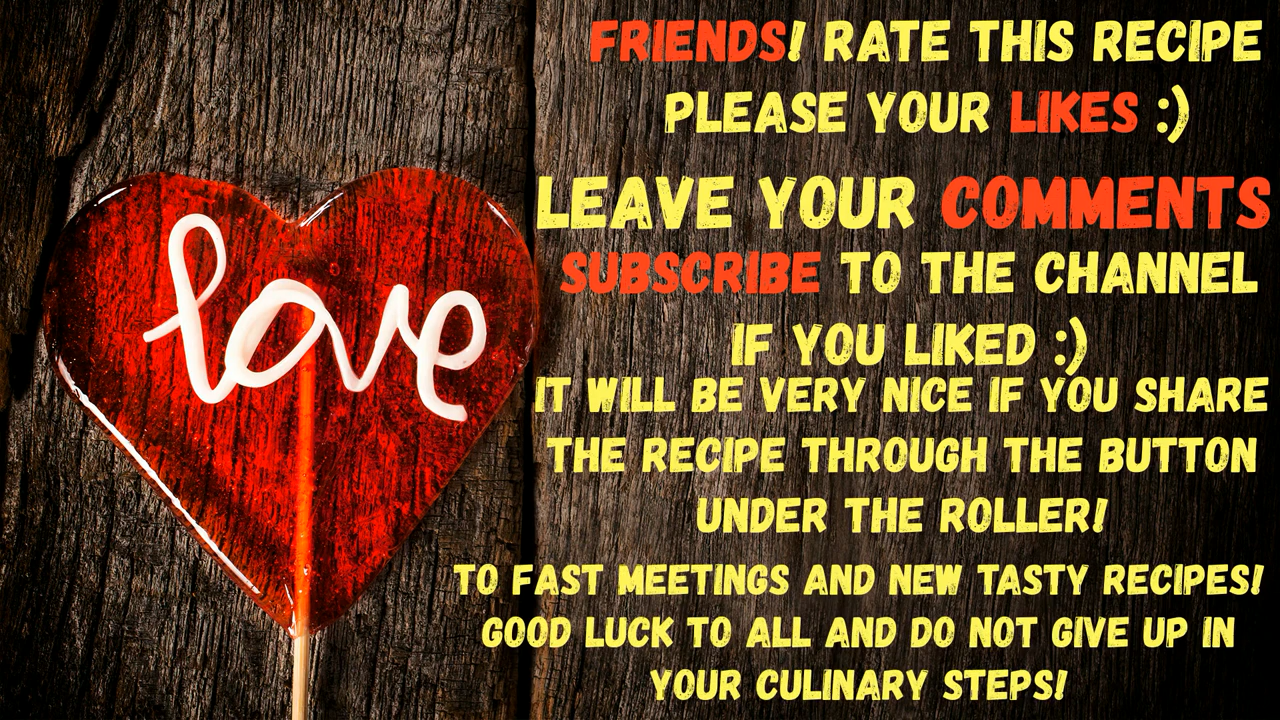 love
FRIENDS! RATE THIS RECIPE
PLEASE YOUR LIKES :)
LEAVE YOUR COMMENTS
SUBSCRIBE TO THE CHANNEL
IF YOU LIKED :)
IT WILL BE VERY NICE IF YOU SHARE
THE RECIPE THROUGH THE BUTTON
UNDER THE ROLLER!
TO FAST MEETINGS AND NEW TASTY RECIPES!
GOOD LUCK TO ALL AND DO NOT GIVE UP IN
YOUR CULINARY STEPS!